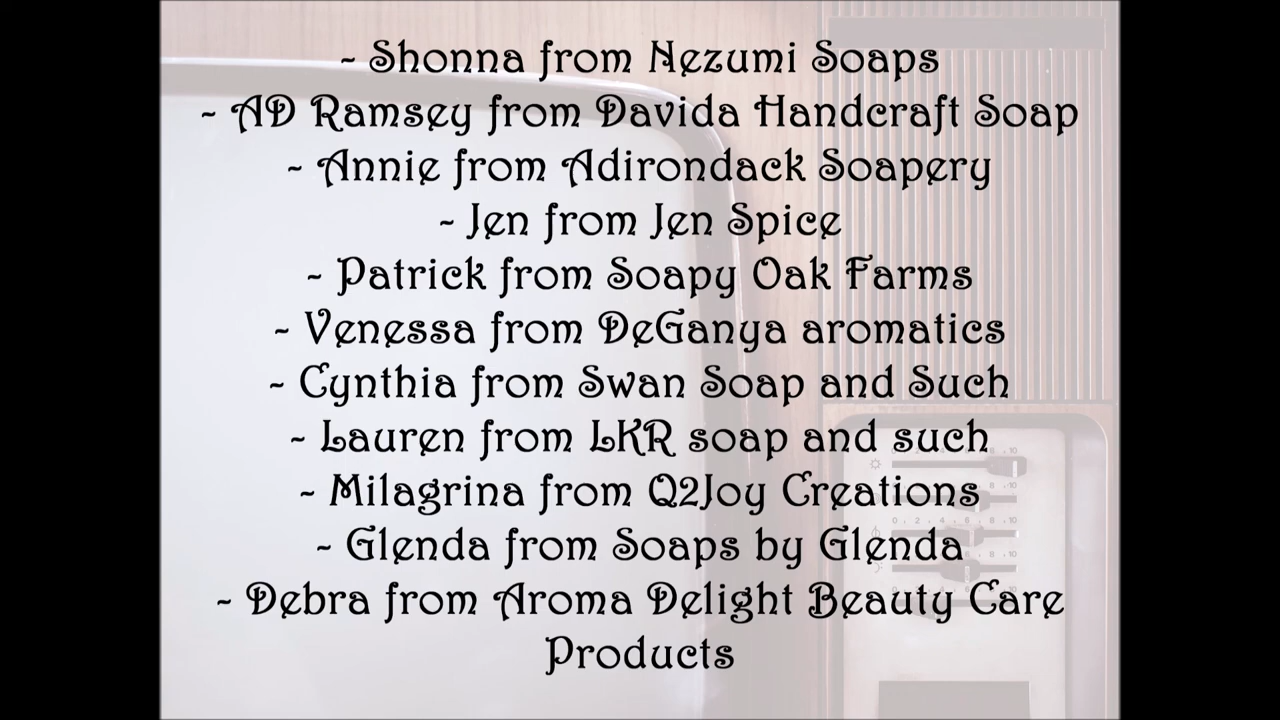 - Shonna from Nezumi Soaps
- AD Ramsey from Davida Handcraft Soap
- Annie from Adirondack Soapery
- Jen from Jen Spice
- Patrick from Soapy Oak Farms
- Venessa from DeGanya aromatics
- Cynthia from Swan Soap and Such
- Lauren from LKR soap and such
- Milagrina from Q2Joy Creations
- Glenda from Soaps by Glenda
- Debra from Aroma Delight Beauty Care
Products